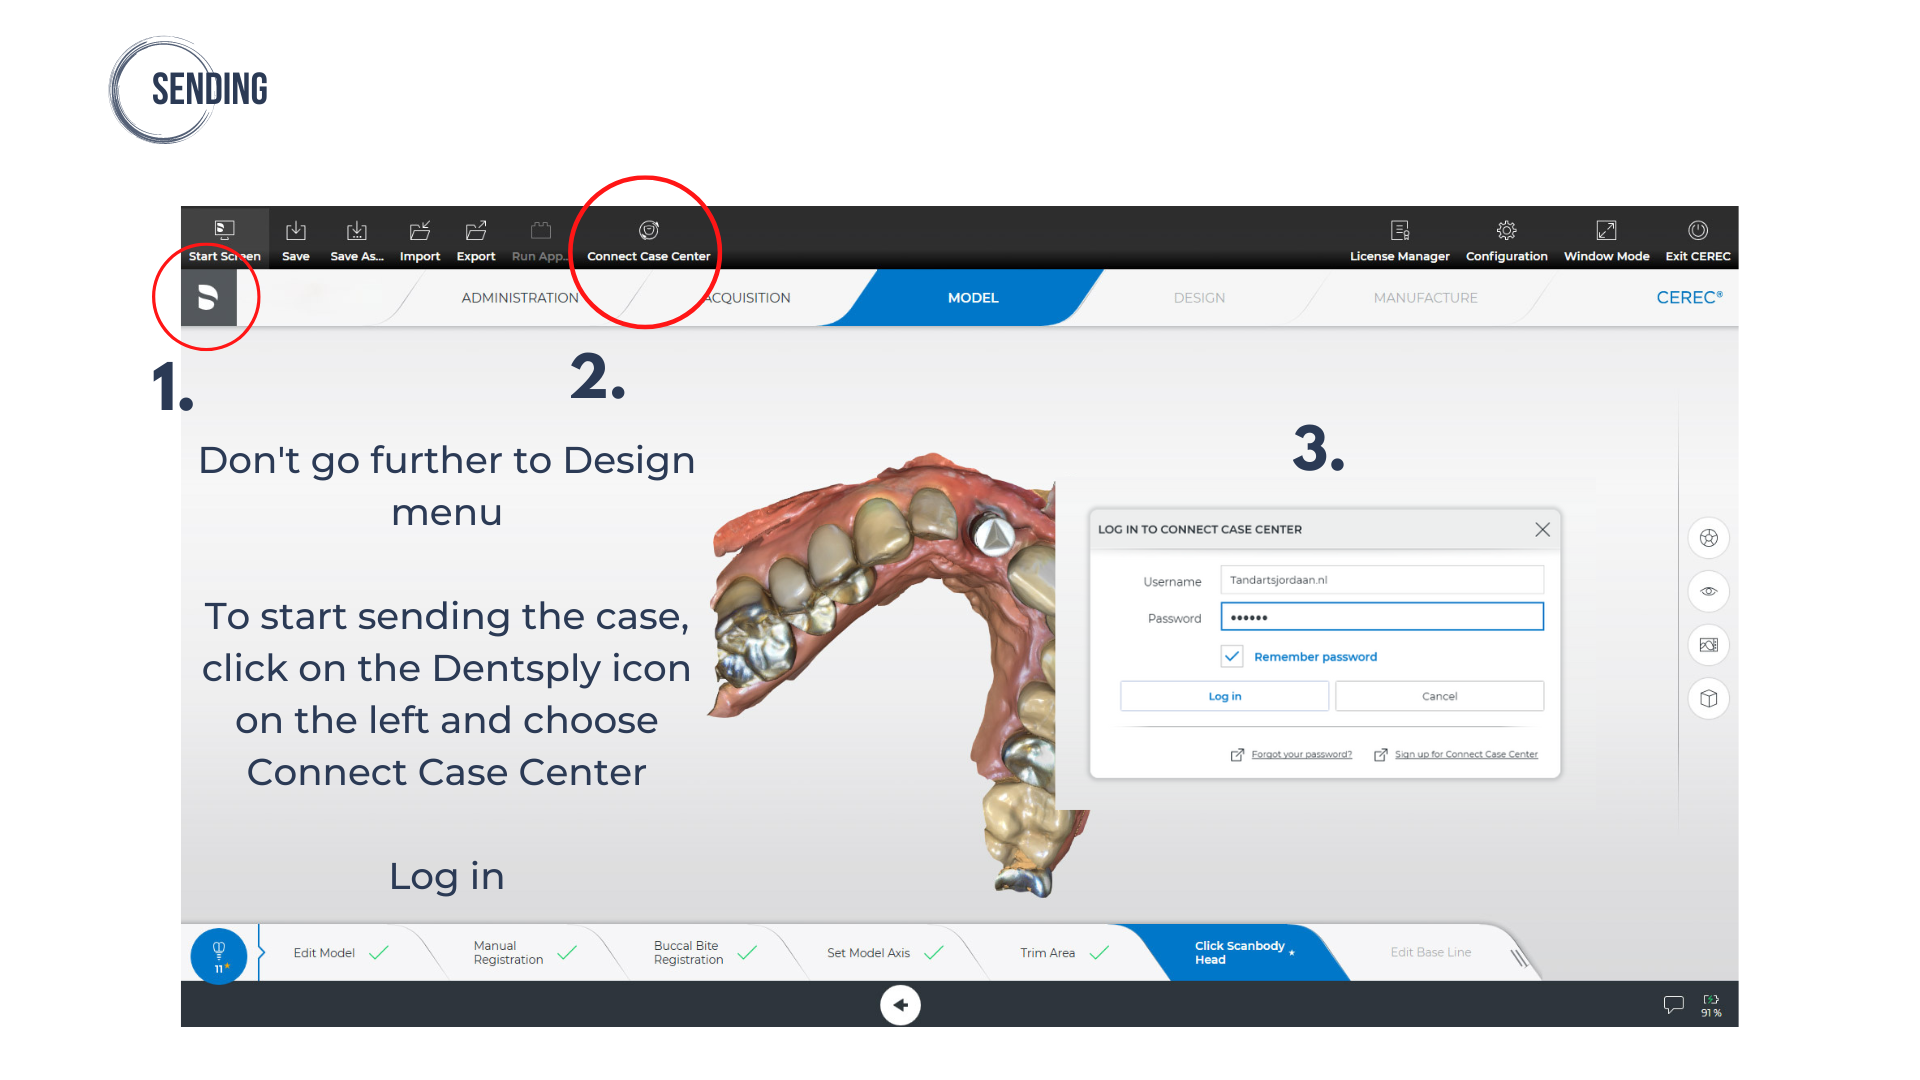 SENDING
Start Screen
Save
Save As...
Import
Export
Run App...
Connect Case Center
License Manager
Configuration
Window Mode
Exit CEREC
ADMINISTRATION
ACQUISITION
MODEL
DESIGN
MANUFACTURE
CEREC®
1.
2.
3.
Don't go further to Design
menu
To start sending the case,
click on the Dentsply icon
on the left and choose
Connect Case Center
Log in
LOG IN TO CONNECT CASE CENTER
Username
Tandartsjordaan.nl
Password
••••••
Remember password
Log in
Cancel
Forgot your password?
Sign up for Connect Case Center
11
Edit Model
Manual
Registration
Buccal Bite
Registration
Set Model Axis
Trim Area
Click Scanbody
Head
Edit Base Line
91 %